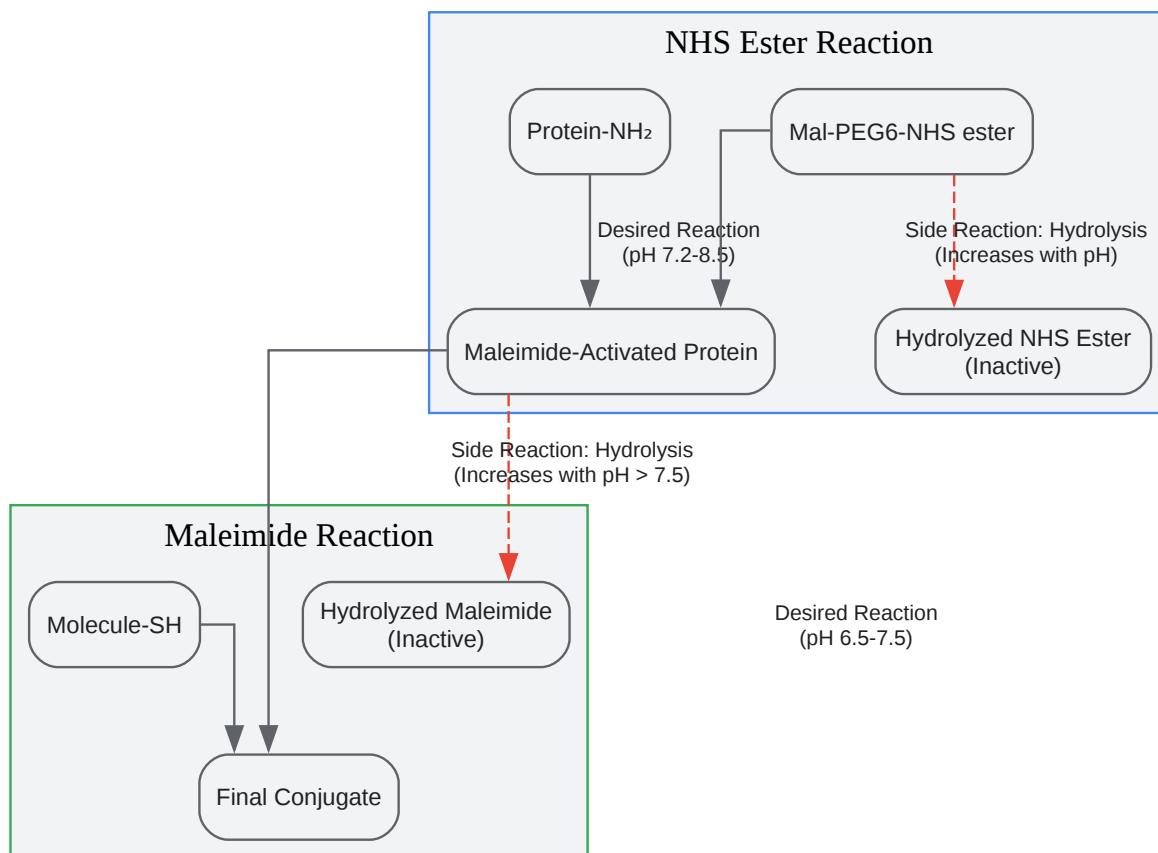 NHS Ester Reaction
Protein-NH₂
Mal-PEG6-NHS ester
Desired Reaction
(pH 7.2-8.5)
Side Reaction: Hydrolysis
(Increases with pH)
Maleimide-Activated Protein
Hydrolyzed NHS Ester
(Inactive)
Side Reaction: Hydrolysis
(Increases with pH > 7.5)
Maleimide Reaction
Molecule-SH
Hydrolyzed Maleimide
(Inactive)
Desired Reaction
(pH 6.5-7.5)
Final Conjugate